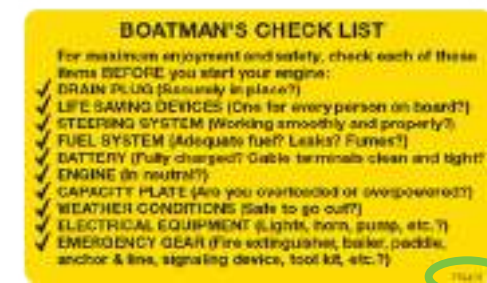 BOATMAN'S CHECK LIST
For maximum enjoyment and safety, check each of these
items BEFORE you start your engine:
DRAIN PLUG (Securely in place?)
LIFE SAVING DEVICES (One for every person on board?)
STEERING SYSTEM (Working smoothly and properly?)
FUEL SYSTEM (Adequate fuel? Leaks? Fumes?)
BATTERY (Fully charged? Cable terminals clean and tight?
ENGINE (In neutral?)
CAPACITY PLATE (Are you overloaded or overpowered?)
WEATHER CONDITIONS (Safe to go out?)
ELECTRICAL EQUIPMENT (Lights, horn, pump, etc.?)
EMERGENCY GEAR (Fire extinguisher, bailer, paddle,
anchor & line, signaling device, tool kit, etc.?)